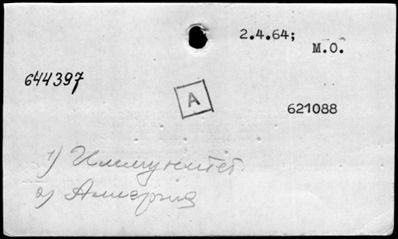 2.4.64;
М.О.
644397
А
621088
1) Иммунитет.
2) Аллергия